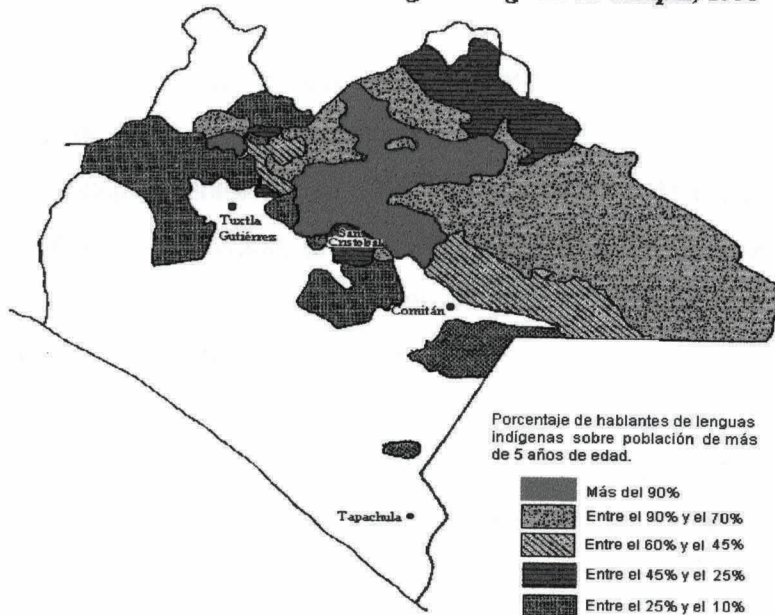 Tuxtla
Gutiérrez
San
Cristobal
Comitán
Tapachula
Porcentaje de hablantes de lenguas
indígenas sobre población de más
de 5 años de edad.
Más del 90%
Entre el 90% y el 70%
Entre el 60% y el 45%
Entre el 45% y el 25%
Entre el 25% y el 10%